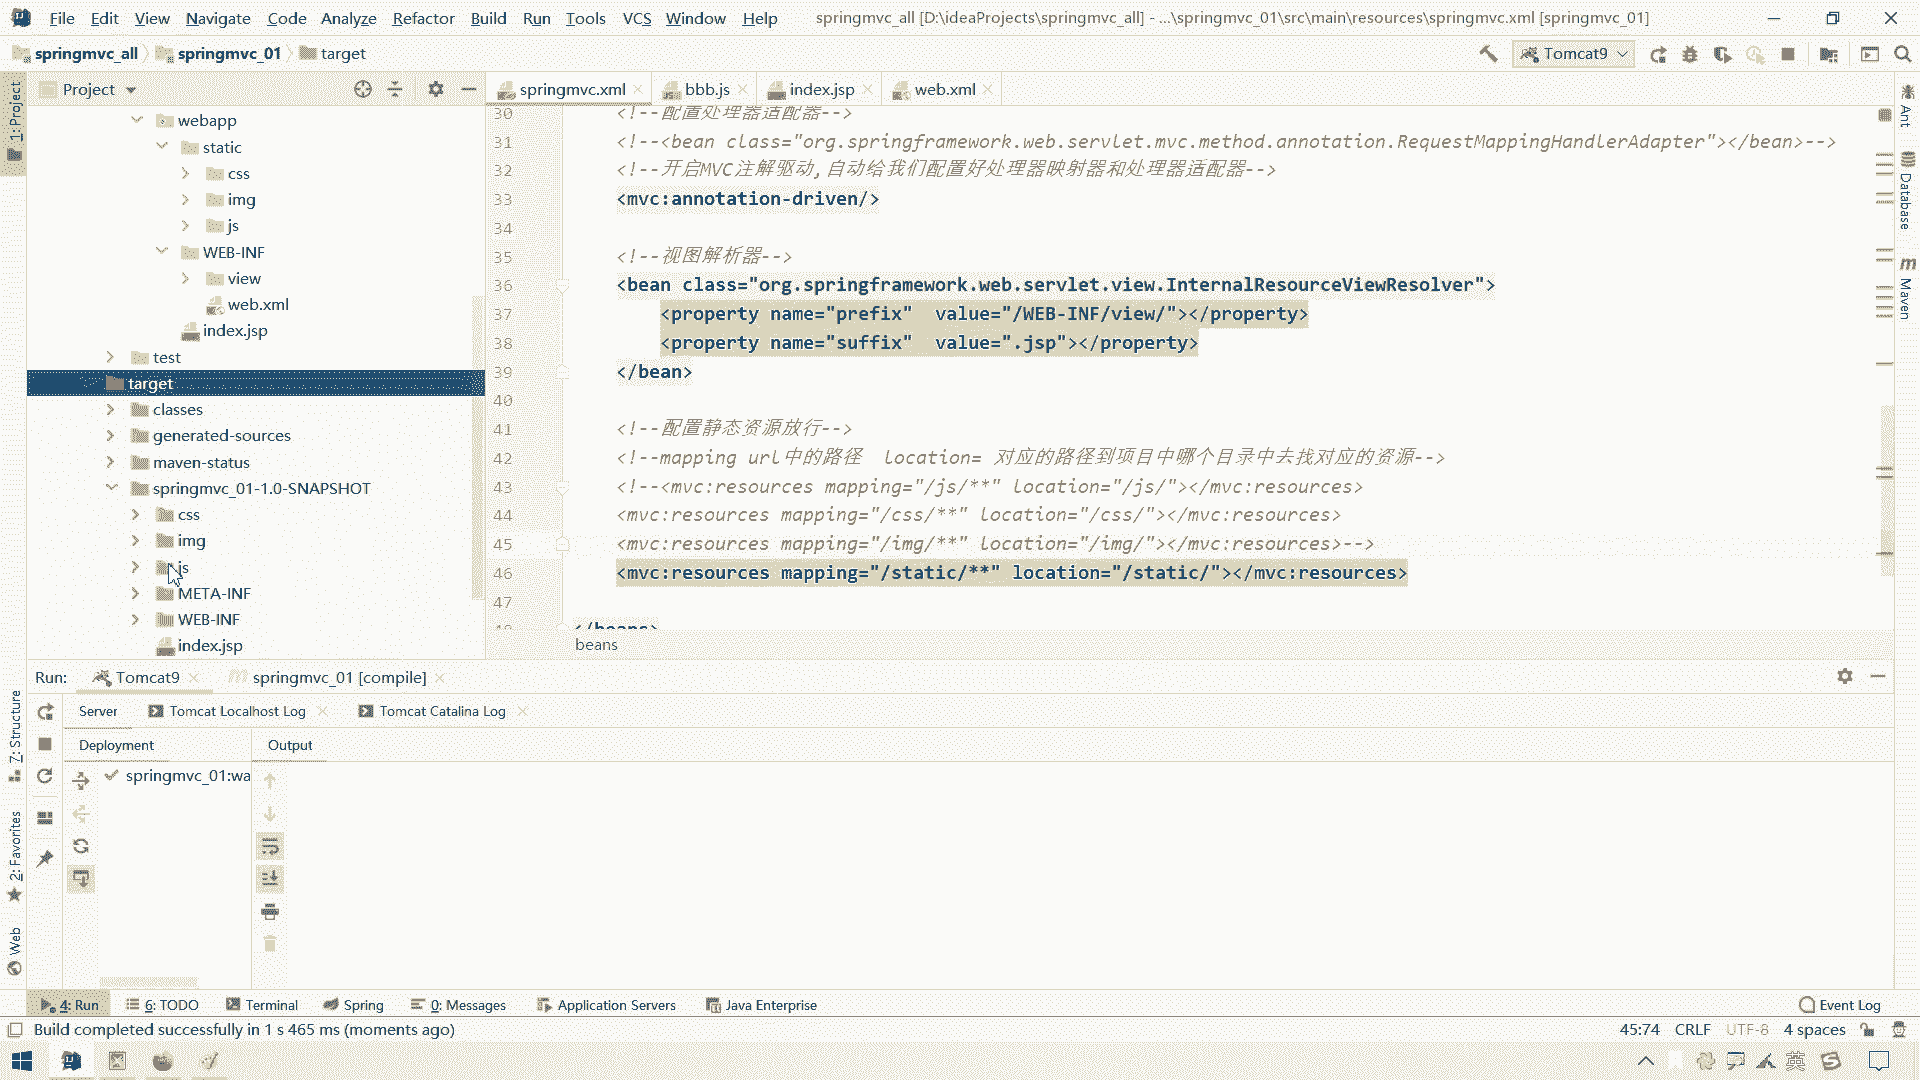 File Edit View Navigate Code Analyze Refactor Build Run Tools VCS Window Help springmvc_all [D:\ideaProjects\springmvc_all] - ...\springmvc_01\src\main\resources\springmvc.xml [springmvc_01]
springmvc_all springmvc_01 target Tomcat9
Project springmvc.xml bbb.js index.jsp web.xml
1: Project
webapp
static
css
img
js
WEB-INF
view
web.xml
index.jsp
test
target
classes
generated-sources
maven-status
springmvc_01-1.0-SNAPSHOT
css
img
js
META-INF
WEB-INF
index.jsp
30 <!--配置处理器适配器-->
31 <!--<bean class="org.springframework.web.servlet.mvc.method.annotation.RequestMappingHandlerAdapter"></bean>-->
32 <!--开启MVC注解驱动,自动给我们配置好处理器映射器和处理器适配器-->
33 <mvc:annotation-driven/>
34
35 <!--视图解析器-->
36 <bean class="org.springframework.web.servlet.view.InternalResourceViewResolver">
37 <property name="prefix" value="/WEB-INF/view/"></property>
38 <property name="suffix" value=".jsp"></property>
39 </bean>
40
41 <!--配置静态资源放行-->
42 <!--mapping url中的路径 location= 对应的路径到项目中哪个目录中去找对应的资源-->
43 <!--<mvc:resources mapping="/js/**" location="/js/"></mvc:resources>
44 <mvc:resources mapping="/css/**" location="/css/"></mvc:resources>
45 <mvc:resources mapping="/img/**" location="/img/"></mvc:resources>-->
46 <mvc:resources mapping="/static/**" location="/static/"></mvc:resources>
47
48 </beans>
beans
Ant
Database
Maven
Run: Tomcat9 springmvc_01 [compile]
Server Tomcat Localhost Log Tomcat Catalina Log
Deployment Output
springmvc_01:wa
7: Structure
2: Favorites
Web
4: Run 6: TODO Terminal Spring 0: Messages Application Servers Java Enterprise Event Log
Build completed successfully in 1 s 465 ms (moments ago) 45:74 CRLF UTF-8 4 spaces
英